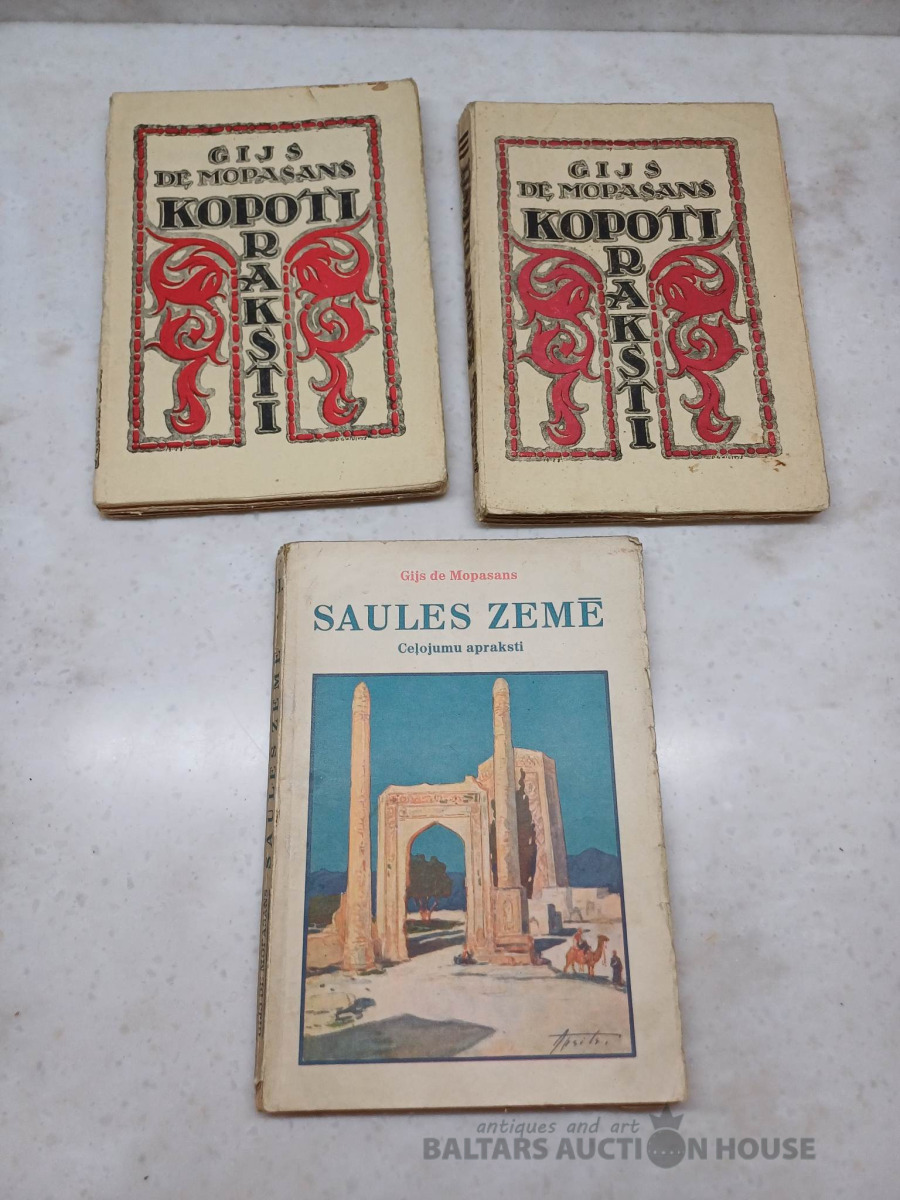 GIJS
DE MOPASANS
KOPOTI
RAKSTI
GIJS
DE MOPASANS
KOPOTI
RAKSTI
Gijs de Mopasans
SAULES ZEMĒ
Ceļojumu apraksti
SAULES ZEMĒ
antiques and art
BALTARS AUCTION HOUSE